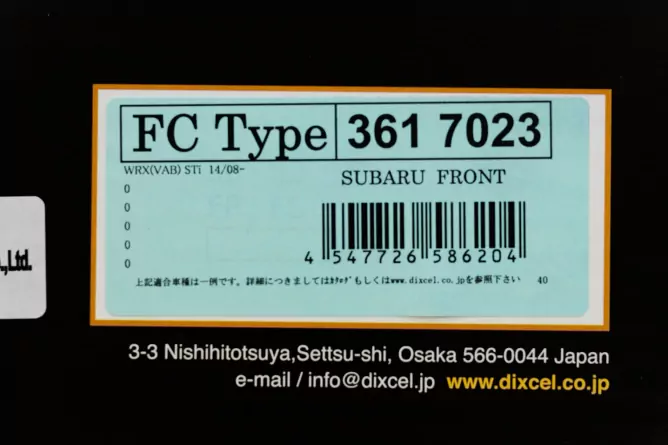 FC Type 361 7023
WRX(VAB) STi 14/08-
SUBARU FRONT
0
0
0
0
0
4 547726 586204
上記適合車種は一例です。詳細につきましてはｶﾀﾛｸﾞもしくはwww.dixcel.co.jpを参照下さい 40
.,Ltd.
3-3 Nishihitotsuya,Settsu-shi, Osaka 566-0044 Japan
e-mail / info@dixcel.jp www.dixcel.co.jp